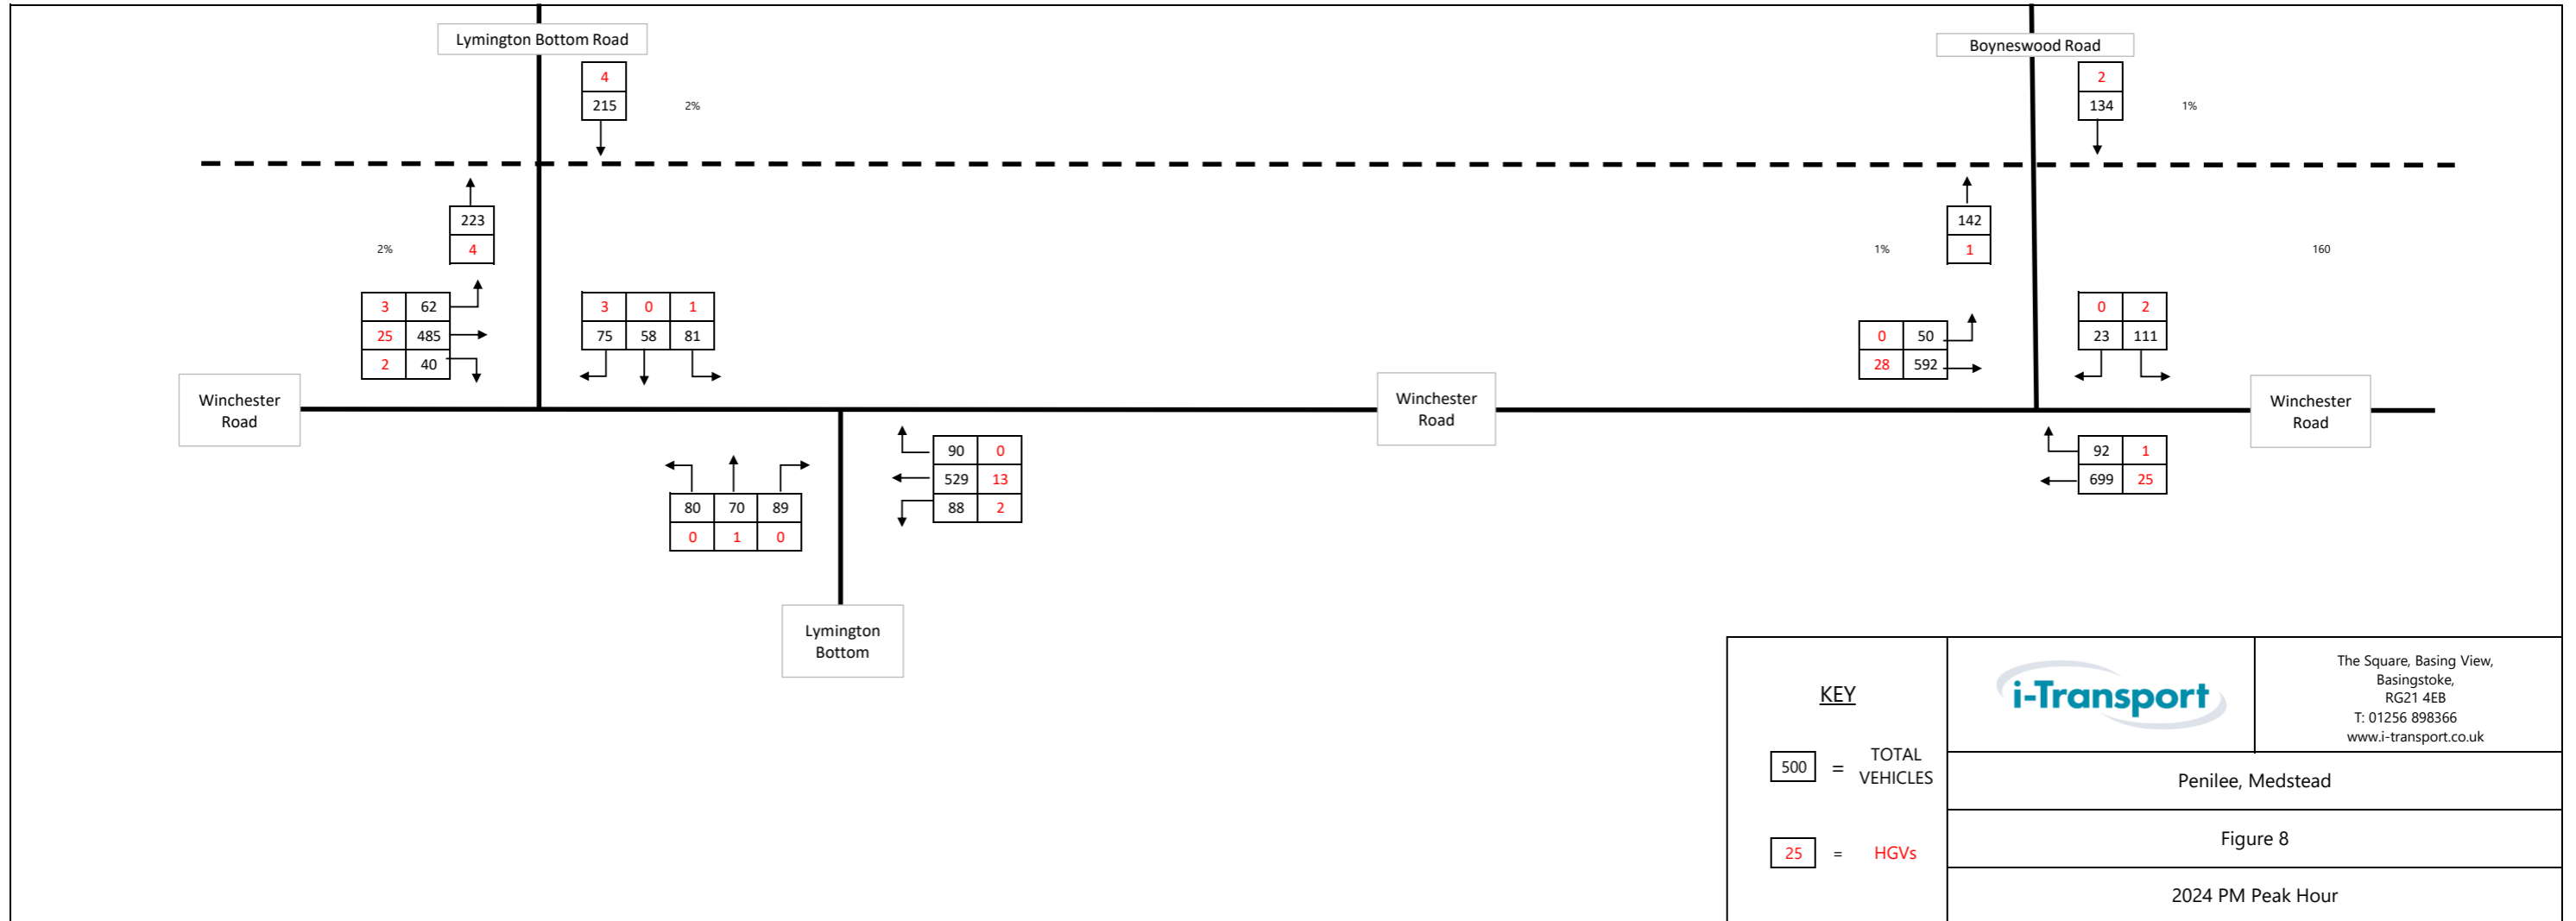 Lymington Bottom Road
Boyneswood Road
4
215
2%
2
134
1%
223
4
2%
142
1
1%
160
3 62
25 485
2 40
3 0 1
75 58 81
0 50
28 592
0 2
23 111
Winchester
Road
Winchester
Road
Winchester
Road
80 70 89
0 1 0
90 0
529 13
88 2
92 1
699 25
Lymington
Bottom
KEY
500 = TOTAL
VEHICLES
25 = HGVs
i-Transport
The Square, Basing View,
Basingstoke,
RG21 4EB
T: 01256 898366
www.i-transport.co.uk
Penilee, Medstead
Figure 8
2024 PM Peak Hour